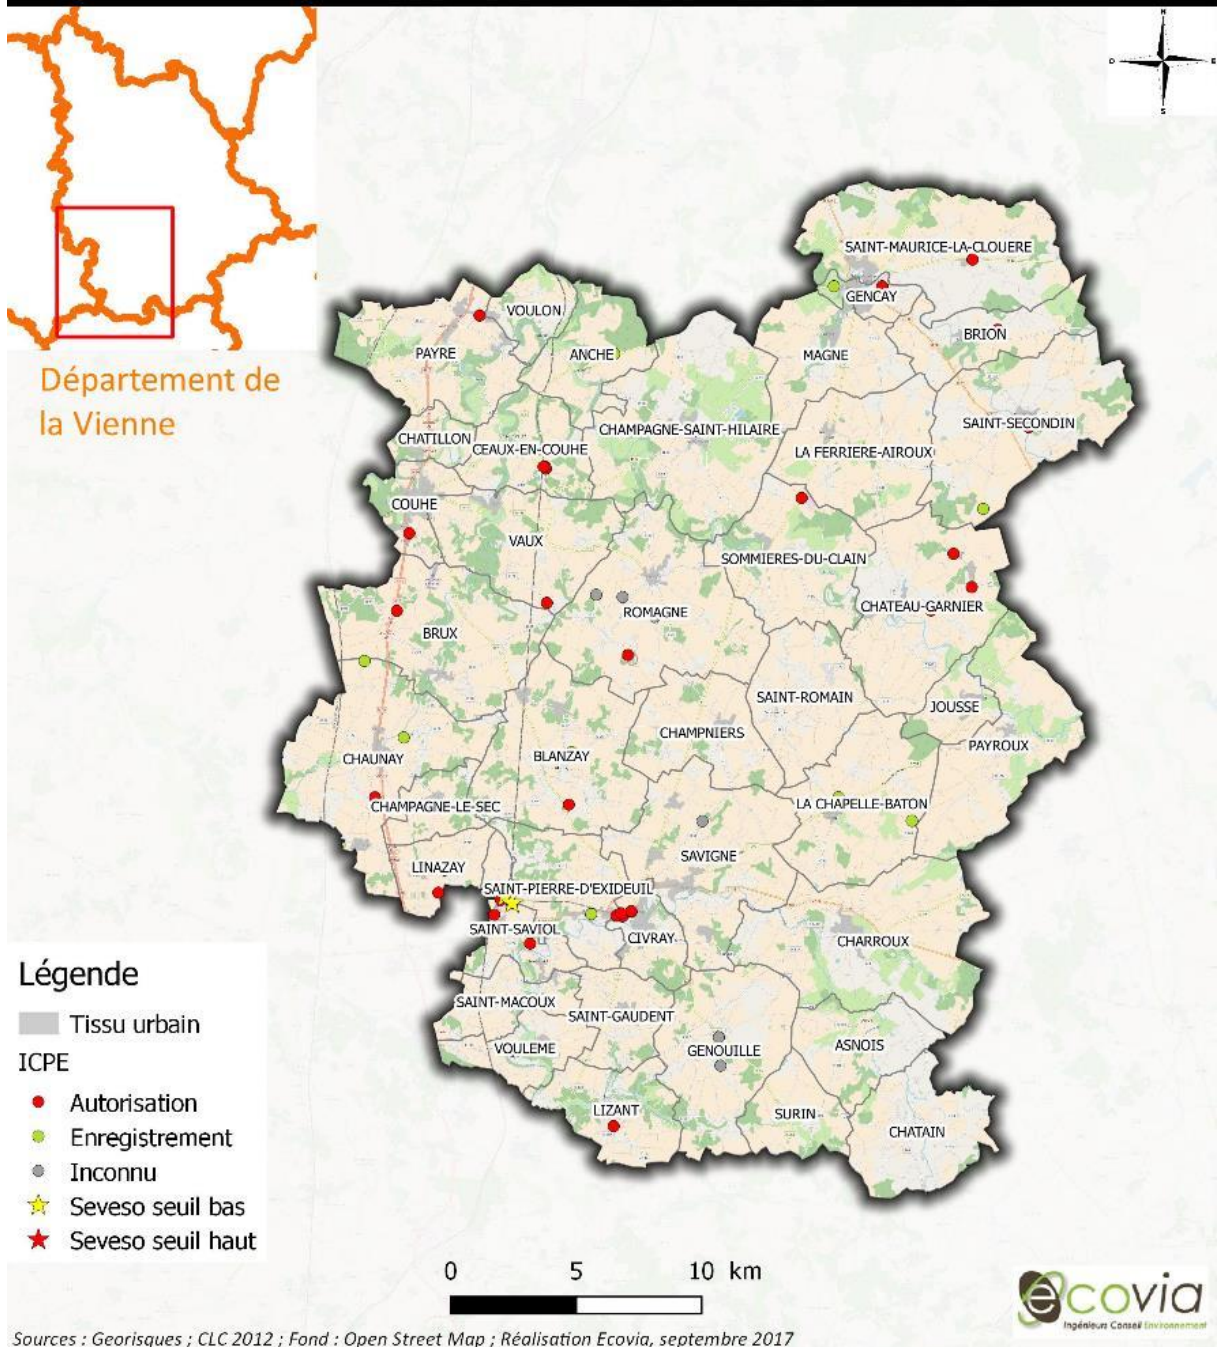 N
O
E
S
Département de
la Vienne
SAINT-MAURICE-LA-CLOUERE
GENCAY
VOULON
BRION
PAYRE
ANCHE
MAGNE
CHATILLON
CEAUX-EN-COUHE
CHAMPAGNE-SAINT-HILAIRE
SAINT-SECONDIN
LA FERRIERE-AIROUX
COUHE
VAUX
SOMMIERES-DU-CLAIN
ROMAGNE
CHATEAU-GARNIER
BRUX
SAINT-ROMAIN
JOUSSE
CHAMPNIERS
PAYROUX
CHAUNAY
BLANZAY
CHAMPAGNE-LE-SEC
LA CHAPELLE-BATON
LINAZAY
SAVIGNE
SAINT-PIERRE-D'EXIDEUIL
SAINT-SAVIOL
CIVRAY
CHARROUX
SAINT-MACOUX
SAINT-GAUDENT
VOULEME
GENOUILLE
ASNOIS
LIZANT
SURIN
CHATAIN
Légende
Tissu urbain
ICPE
Autorisation
Enregistrement
Inconnu
Seveso seuil bas
Seveso seuil haut
0 5 10 km
ecovia
Ingénieurs Conseil Environnement
Sources : Georisques ; CLC 2012 ; Fond : Open Street Map ; Réalisation Ecovia, septembre 2017